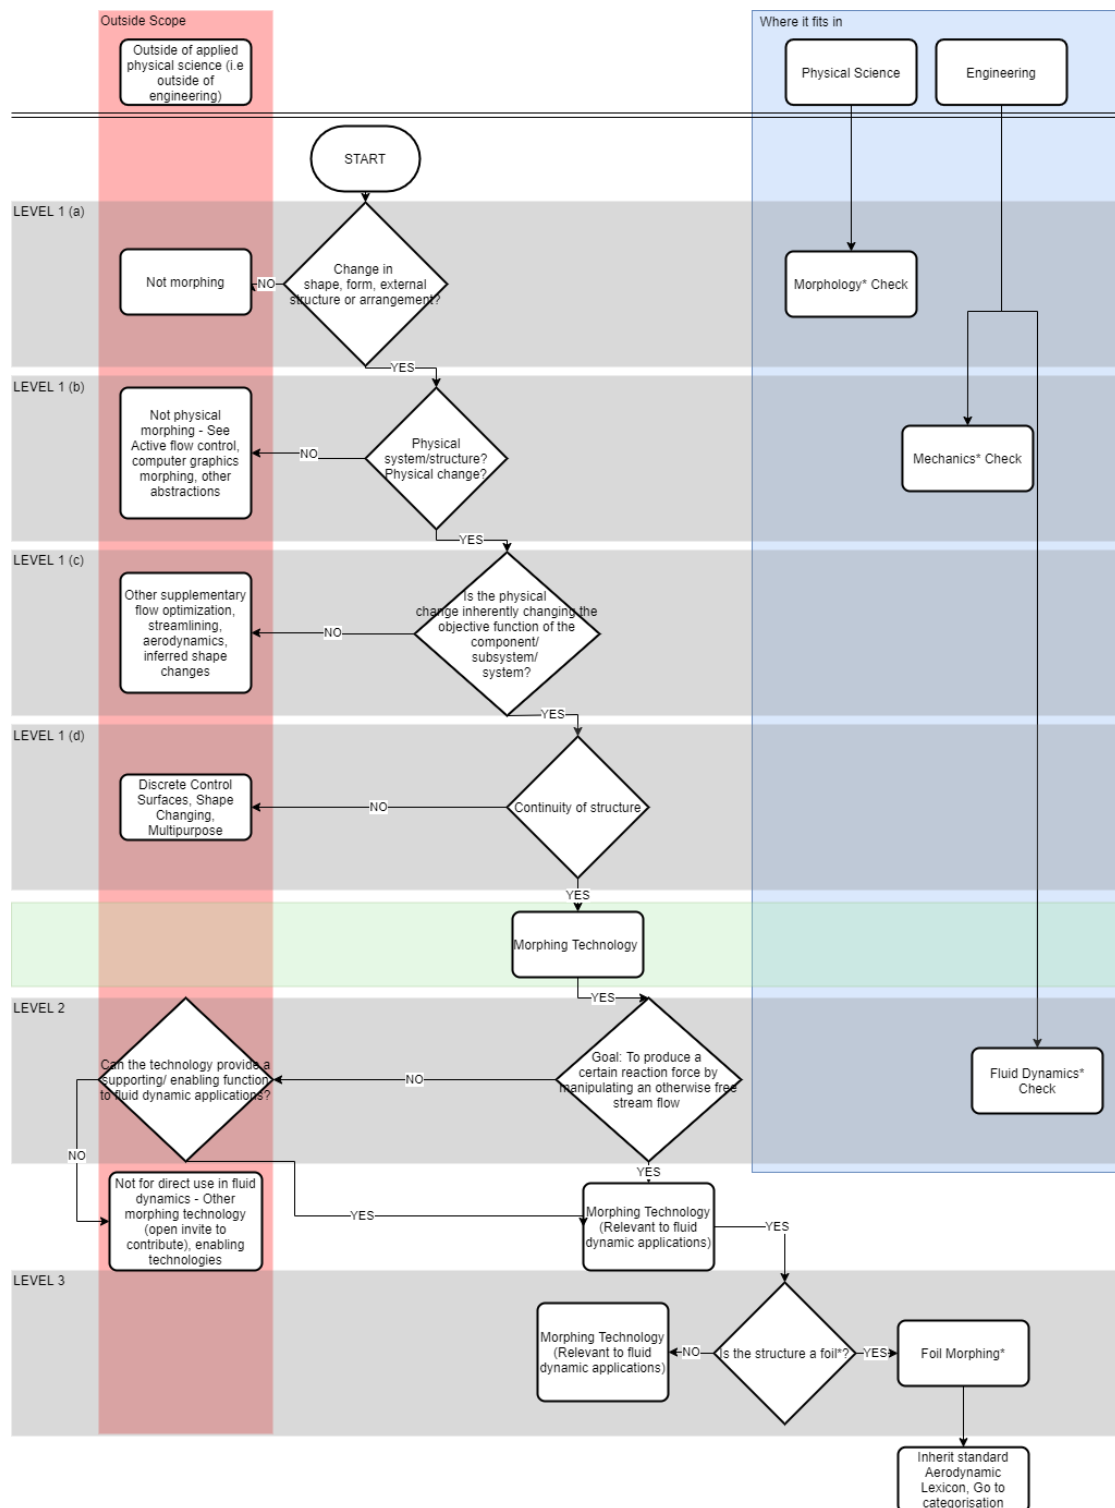 Outside Scope
Where it fits in
Outside of applied
physical science (i.e
outside of
engineering)
Physical Science
Engineering
START
LEVEL 1 (a)
Not morphing
NO
Change in
shape, form, external
structure or arrangement?
Morphology* Check
YES
LEVEL 1 (b)
Not physical
morphing - See
Active flow control,
computer graphics
morphing, other
abstractions
NO
Physical
system/structure?
Physical change?
Mechanics* Check
YES
LEVEL 1 (c)
Other supplementary
flow optimization,
streamlining,
aerodynamics,
inferred shape
changes
NO
Is the physical
change inherently changing the
objective function of the
component/
subsystem/
system?
YES
LEVEL 1 (d)
Discrete Control
Surfaces, Shape
Changing,
Multipurpose
NO
Continuity of structure
YES
Morphing Technology
YES
LEVEL 2
Can the technology provide a
supporting/ enabling function
to fluid dynamic applications?
NO
Goal: To produce a
certain reaction force by
manipulating an otherwise free
stream flow
Fluid Dynamics*
Check
NO
YES
Not for direct use in fluid
dynamics - Other
morphing technology
(open invite to
contribute), enabling
technologies
YES
Morphing Technology
(Relevant to fluid
dynamic applications)
YES
LEVEL 3
Morphing Technology
(Relevant to fluid
dynamic applications)
NO
Is the structure a foil*?
YES
Foil Morphing*
Inherit standard
Aerodynamic
Lexicon, Go to
categorisation